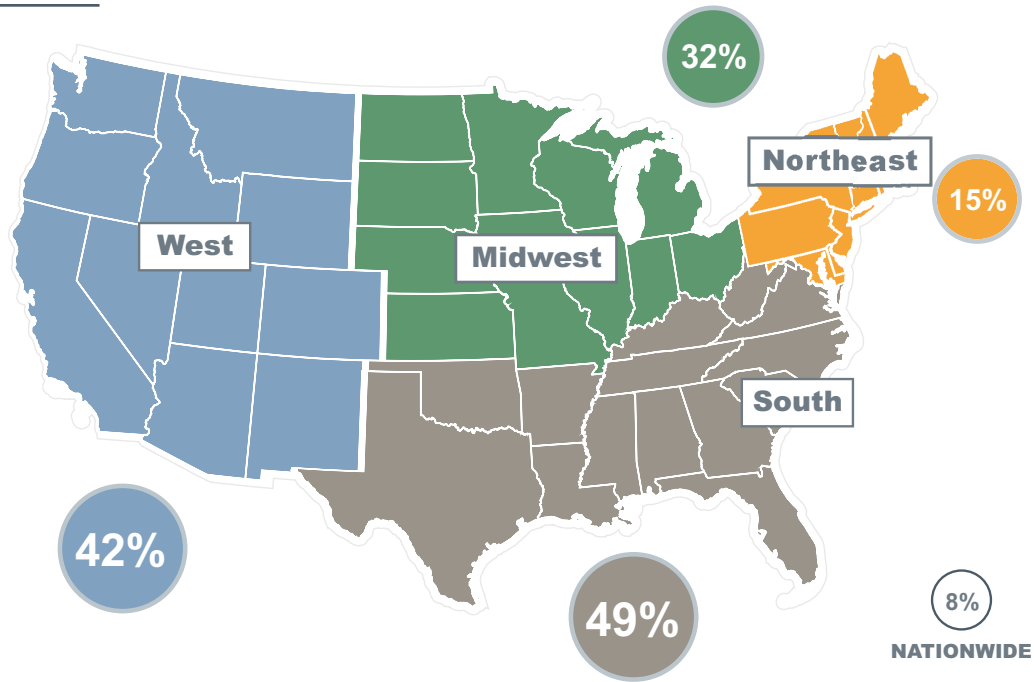 32%
Northeast
15%
West
Midwest
South
42%
49%
8%
NATIONWIDE